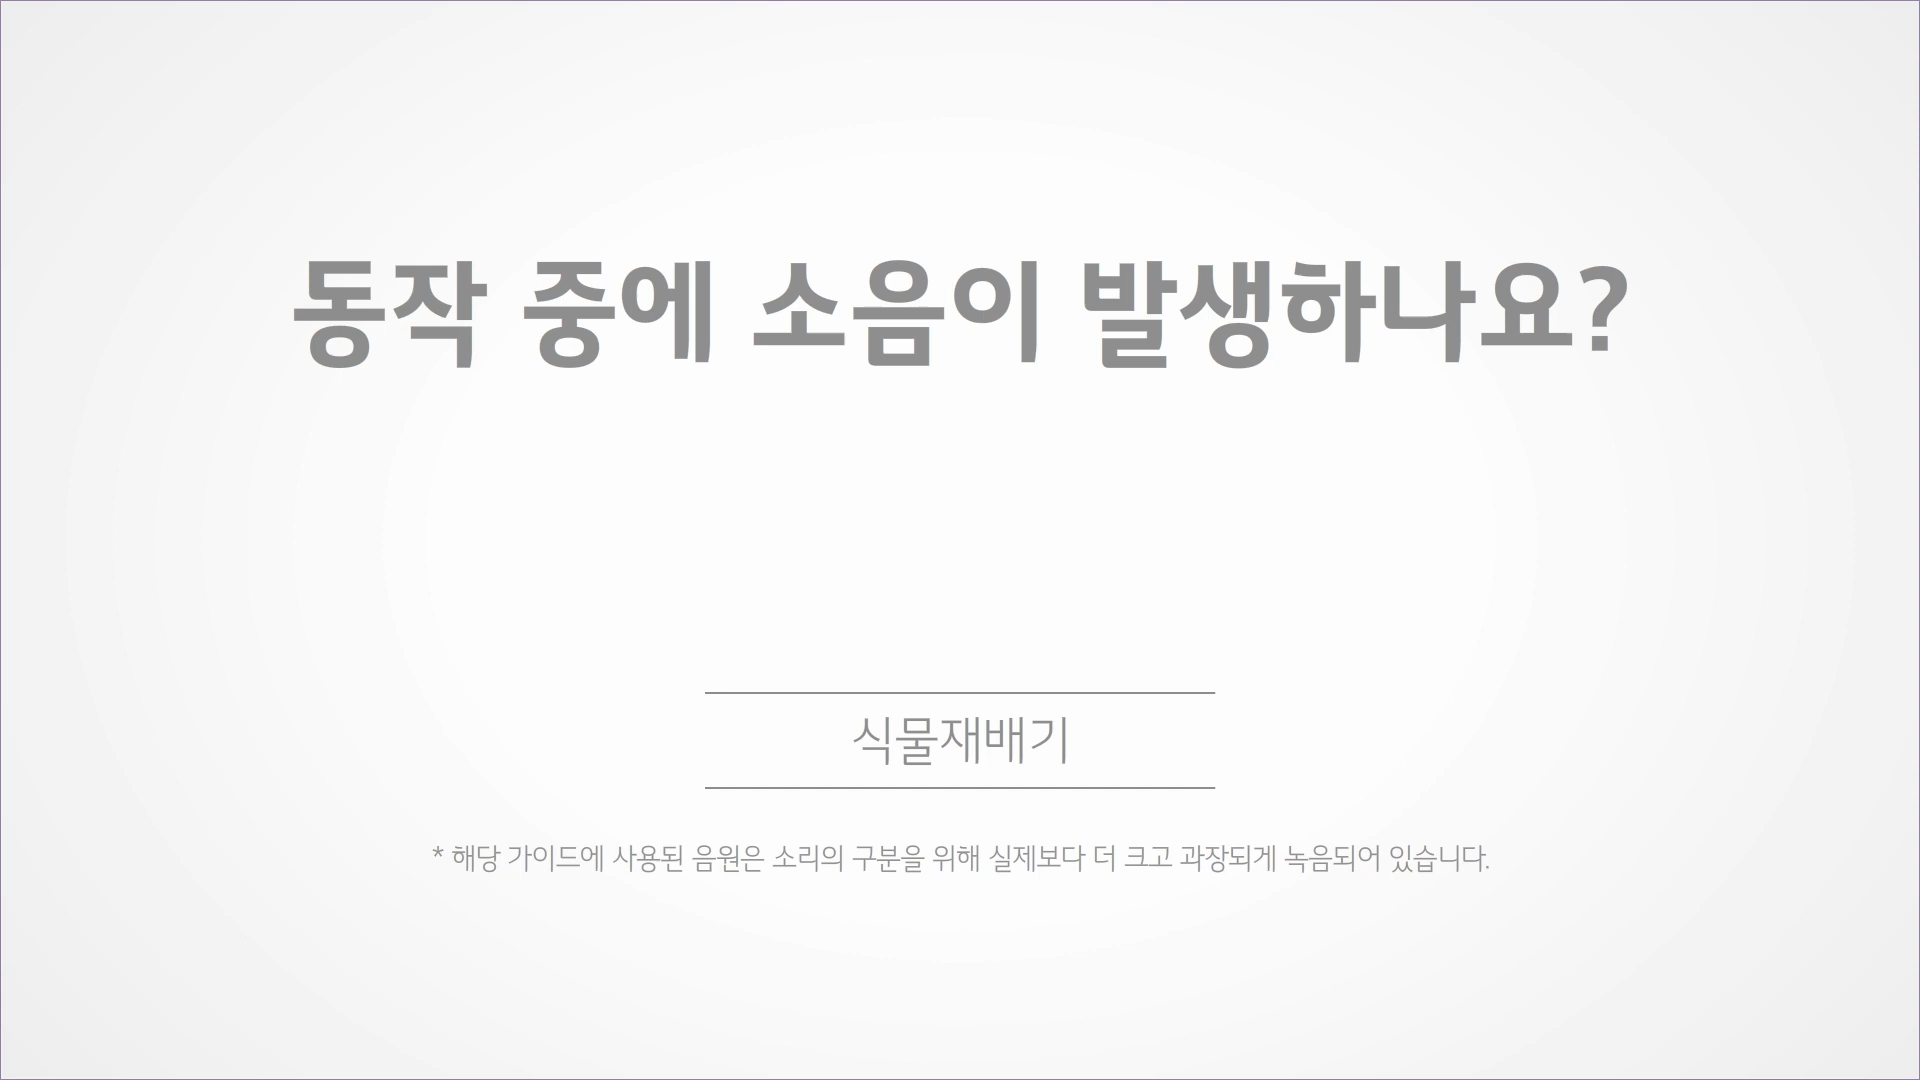 동작 중에 소음이 발생하나요?
식물재배기
* 해당 가이드에 사용된 음원은 소리의 구분을 위해 실제보다 더 크고 과장되게 녹음되어 있습니다.